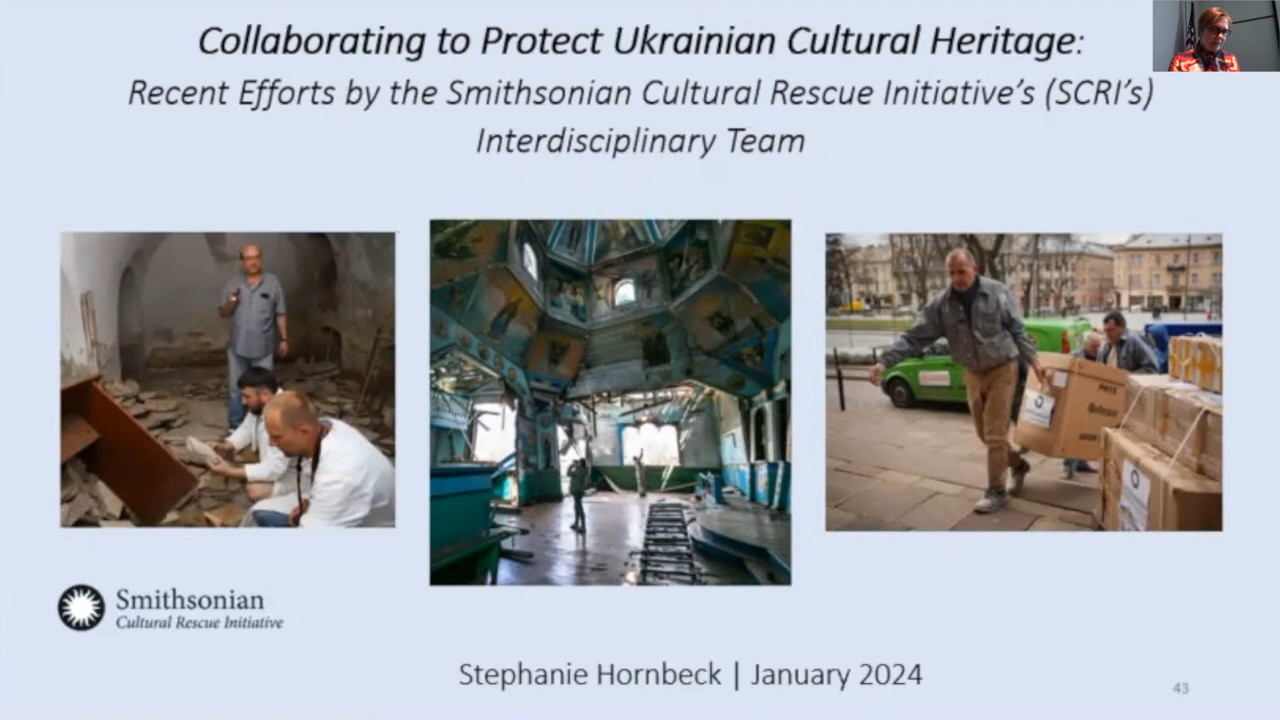 Collaborating to Protect Ukrainian Cultural Heritage:
Recent Efforts by the Smithsonian Cultural Rescue Initiative's (SCRI's)
Interdisciplinary Team
Smithsonian
Cultural Rescue Initiative
Stephanie Hornbeck | January 2024
43